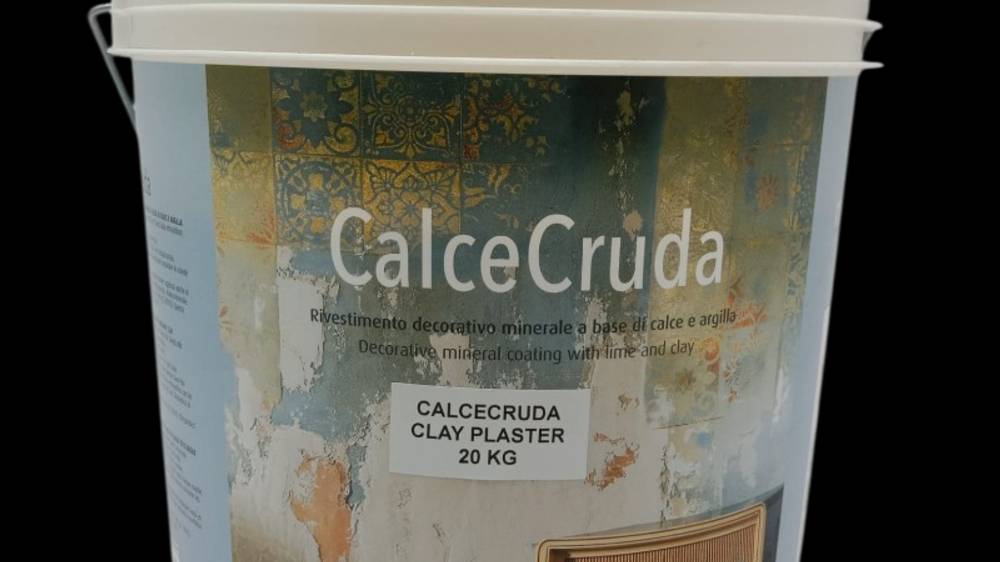 CalceCruda
Rivestimento decorativo minerale a base di calce e argilla
Decorative mineral coating with lime and clay
CALCECRUDA
CLAY PLASTER
20 KG